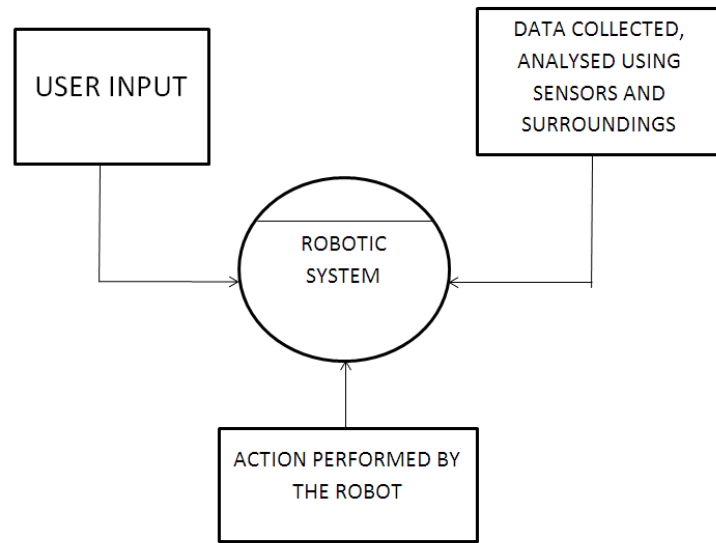 USER INPUT
DATA COLLECTED,
ANALYSED USING
SENSORS AND
SURROUNDINGS
ROBOTIC
SYSTEM
ACTION PERFORMED BY
THE ROBOT